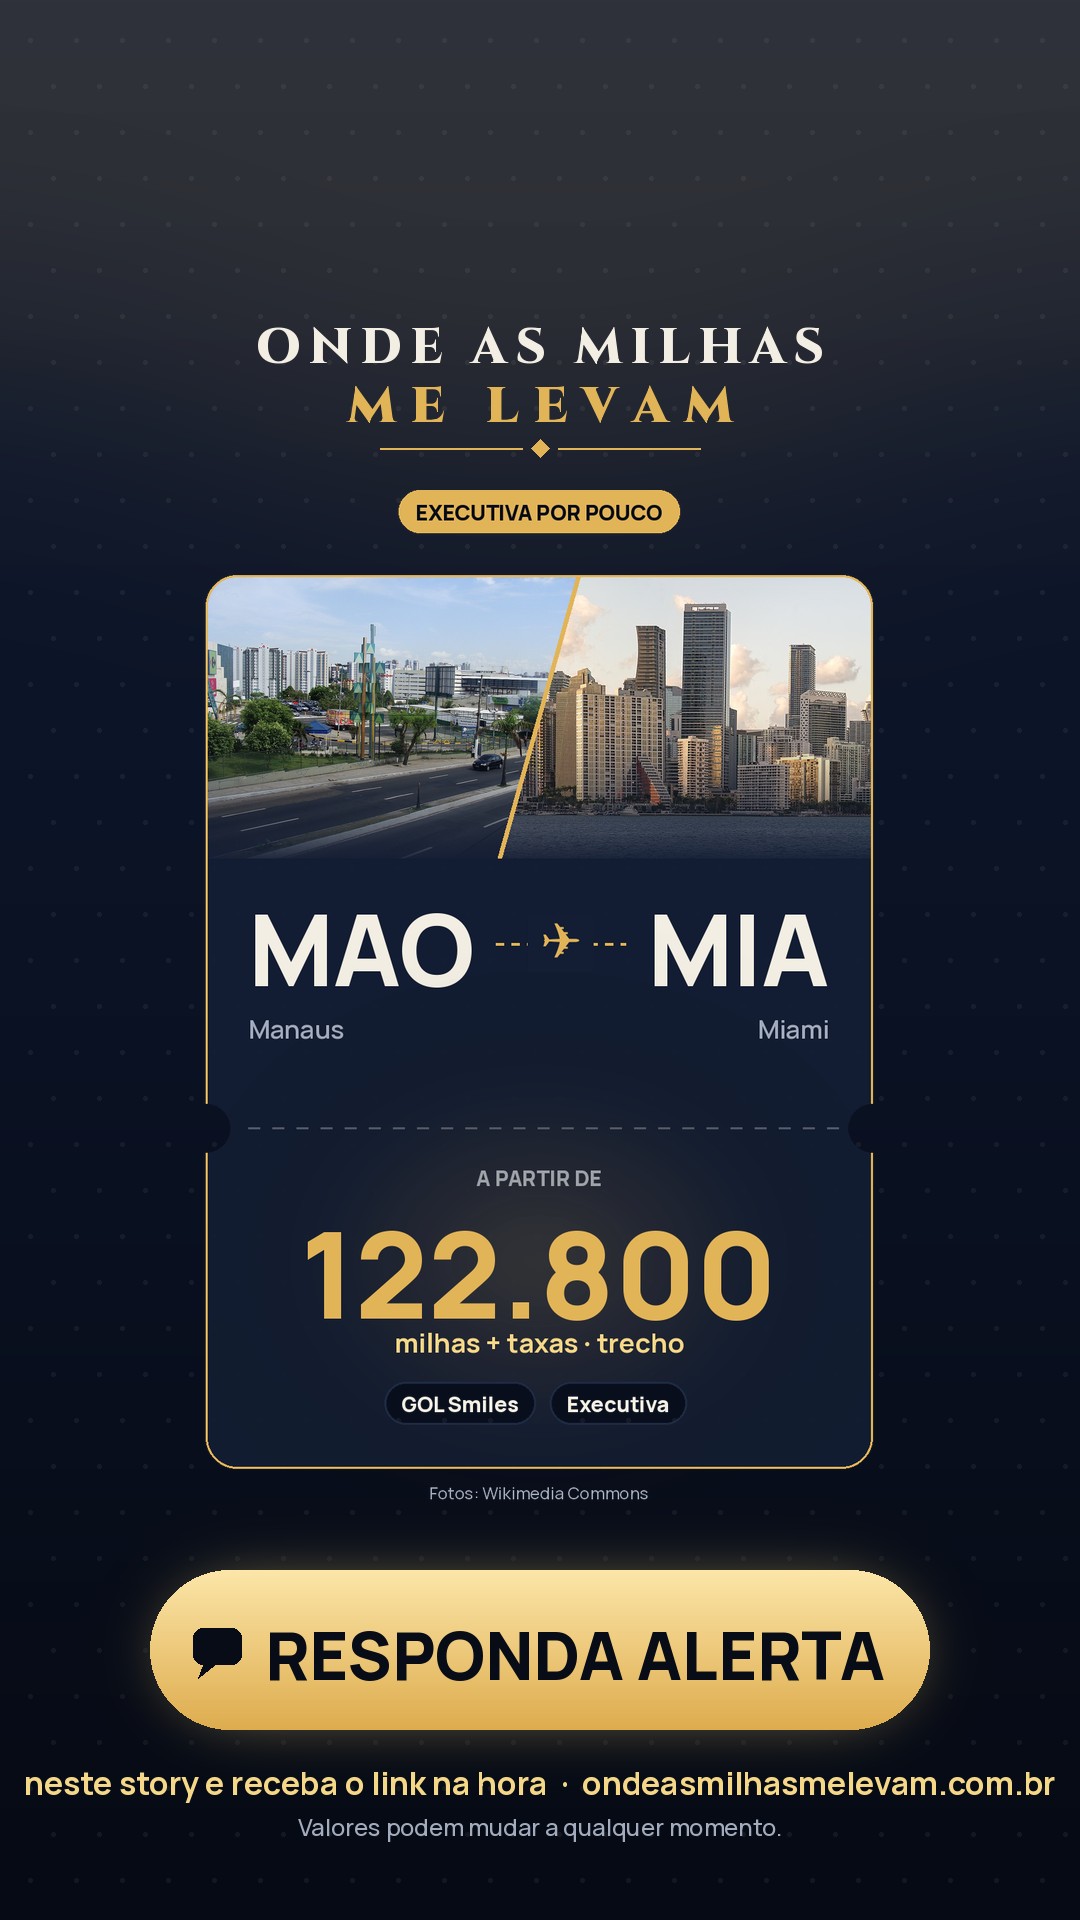 ONDE AS MILHAS
ME LEVAM
EXECUTIVA POR POUCO
MAO MIA
Manaus Miami
A PARTIR DE
122.800
milhas + taxas · trecho
GOL Smiles Executiva
Fotos: Wikimedia Commons
RESPONDA ALERTA
neste story e receba o link na hora · ondeasmilhasmelevam.com.br
Valores podem mudar a qualquer momento.